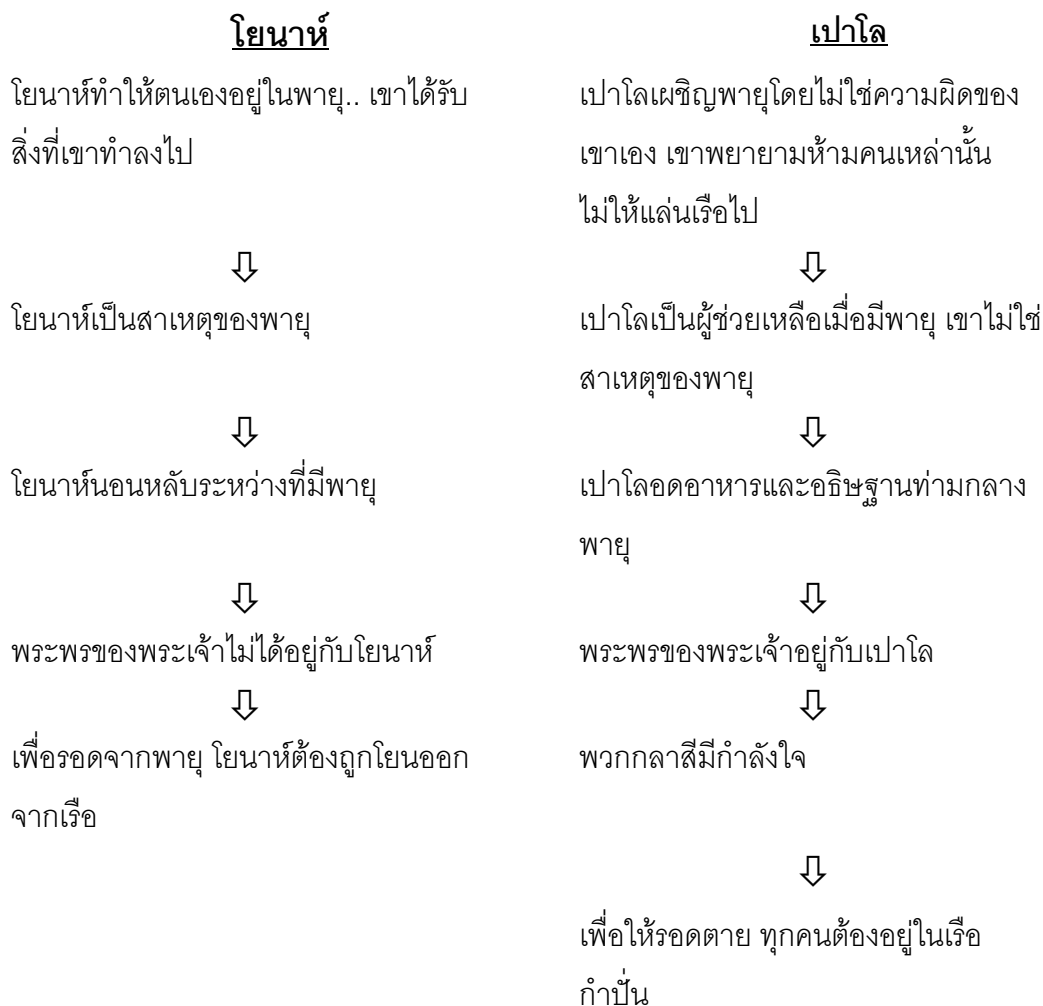 โยนาห์
โยนาห์ทำให้ตนเองอยู่ในพายุ.. เขาได้รับ
สิ่งที่เขาทำลงไป
⇩
โยนาห์เป็นสาเหตุของพายุ
⇩
โยนาห์นอนหลับระหว่างที่มีพายุ
⇩
พระพรของพระเจ้าไม่ได้อยู่กับโยนาห์
⇩
เพื่อรอดจากพายุ โยนาห์ต้องถูกโยนออก
จากเรือ
เปาโล
เปาโลเผชิญพายุโดยไม่ใช่ความผิดของ
เขาเอง เขาพยายามห้ามคนเหล่านั้น
ไม่ให้แล่นเรือไป
⇩
เปาโลเป็นผู้ช่วยเหลือเมื่อมีพายุ เขาไม่ใช่
สาเหตุของพายุ
⇩
เปาโลอดอาหารและอธิษฐานท่ามกลาง
พายุ
⇩
พระพรของพระเจ้าอยู่กับเปาโล
⇩
พวกกลาสีมีกำลังใจ
⇩
เพื่อให้รอดตาย ทุกคนต้องอยู่ในเรือ
กำปั่น